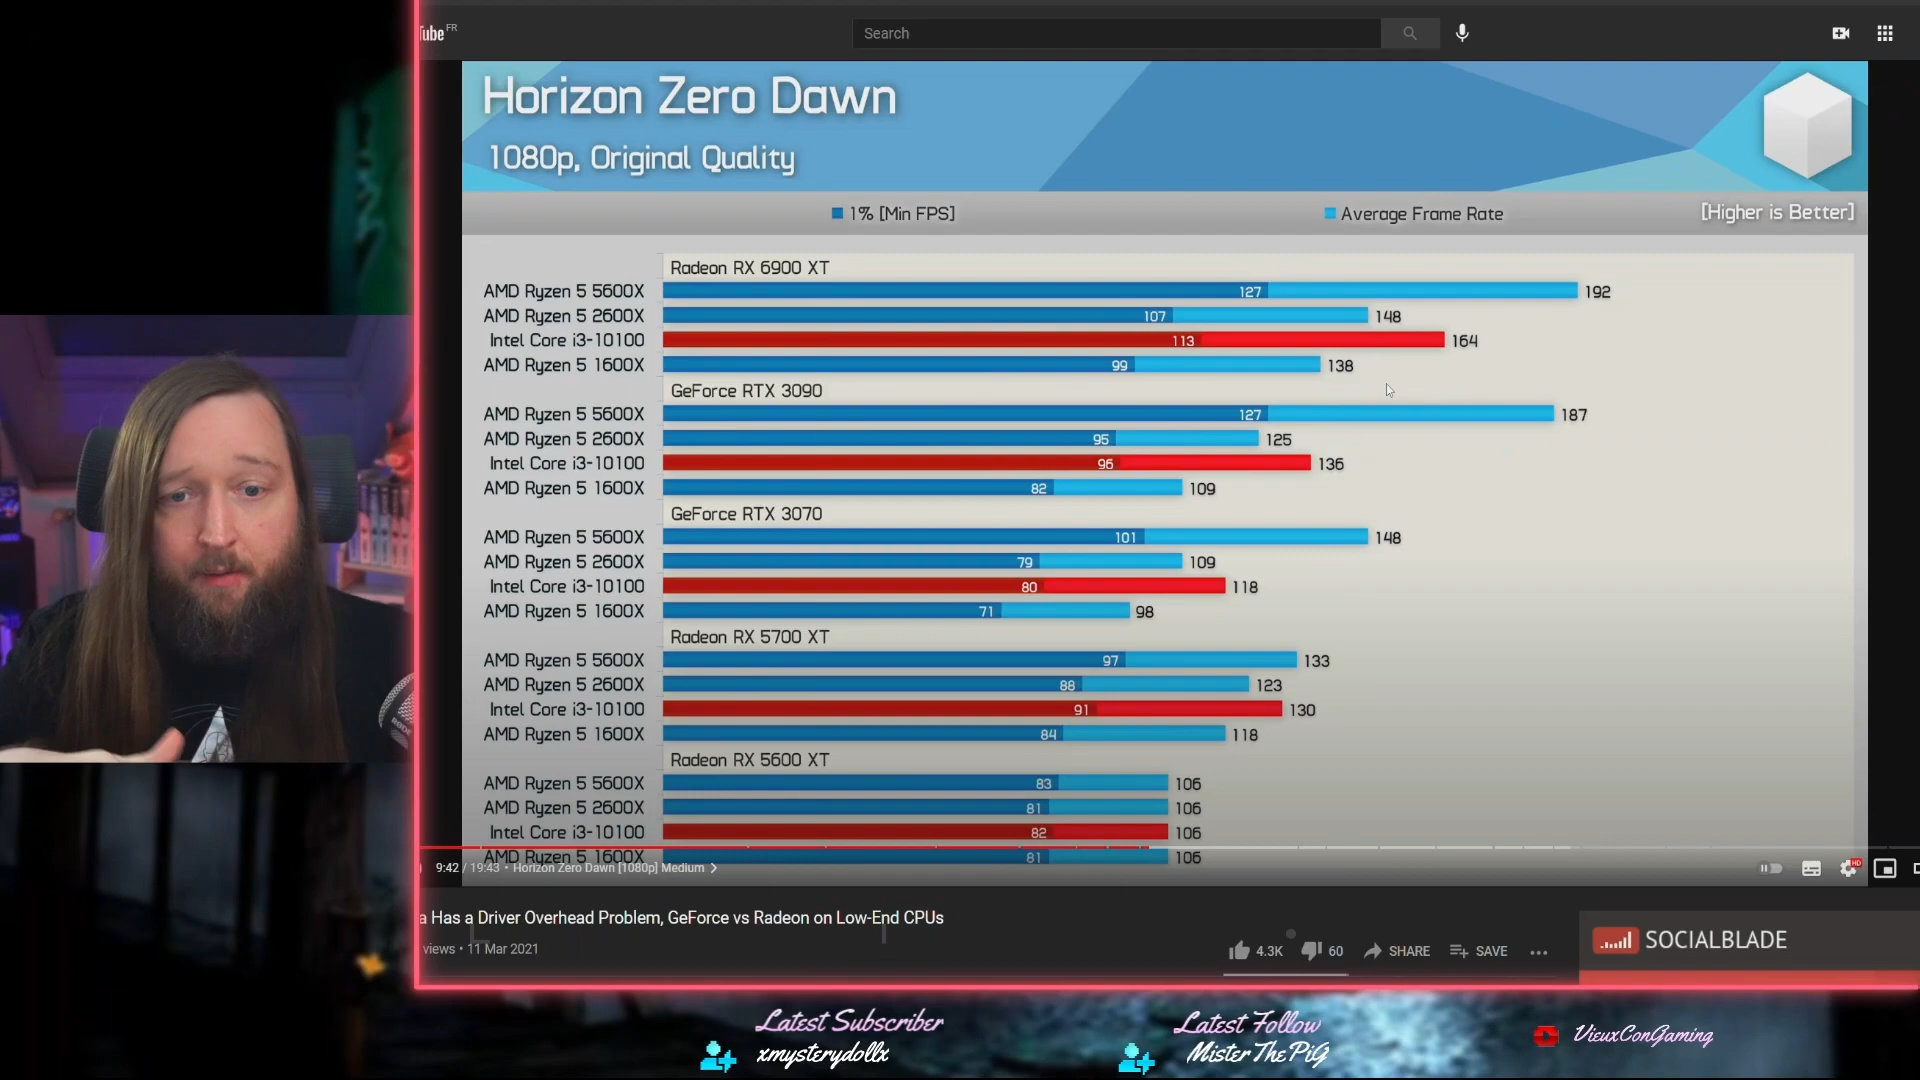 Tube FR
Search
Horizon Zero Dawn
1080p, Original Quality
1% [Min FPS]
Average Frame Rate
[Higher is Better]
Radeon RX 6900 XT
AMD Ryzen 5 5600X 127 192
AMD Ryzen 5 2600X 107 148
Intel Core i3-10100 113 164
AMD Ryzen 5 1600X 99 138
GeForce RTX 3090
AMD Ryzen 5 5600X 127 187
AMD Ryzen 5 2600X 95 125
Intel Core i3-10100 96 136
AMD Ryzen 5 1600X 82 109
GeForce RTX 3070
AMD Ryzen 5 5600X 101 148
AMD Ryzen 5 2600X 79 109
Intel Core i3-10100 80 118
AMD Ryzen 5 1600X 71 98
Radeon RX 5700 XT
AMD Ryzen 5 5600X 97 133
AMD Ryzen 5 2600X 88 123
Intel Core i3-10100 91 130
AMD Ryzen 5 1600X 84 118
Radeon RX 5600 XT
AMD Ryzen 5 5600X 83 106
AMD Ryzen 5 2600X 81 106
Intel Core i3-10100 82 106
AMD Ryzen 5 1600X 81 106
9:42 / 19:43 • Horizon Zero Dawn [1080p] Medium
HD
a Has a Driver Overhead Problem, GeForce vs Radeon on Low-End CPUs
views • 11 Mar 2021
4.3K 60 SHARE SAVE
SOCIALBLADE
Latest Subscriber
xmysterydollx
Latest Follow
MisterThePiG
VieuxConGaming